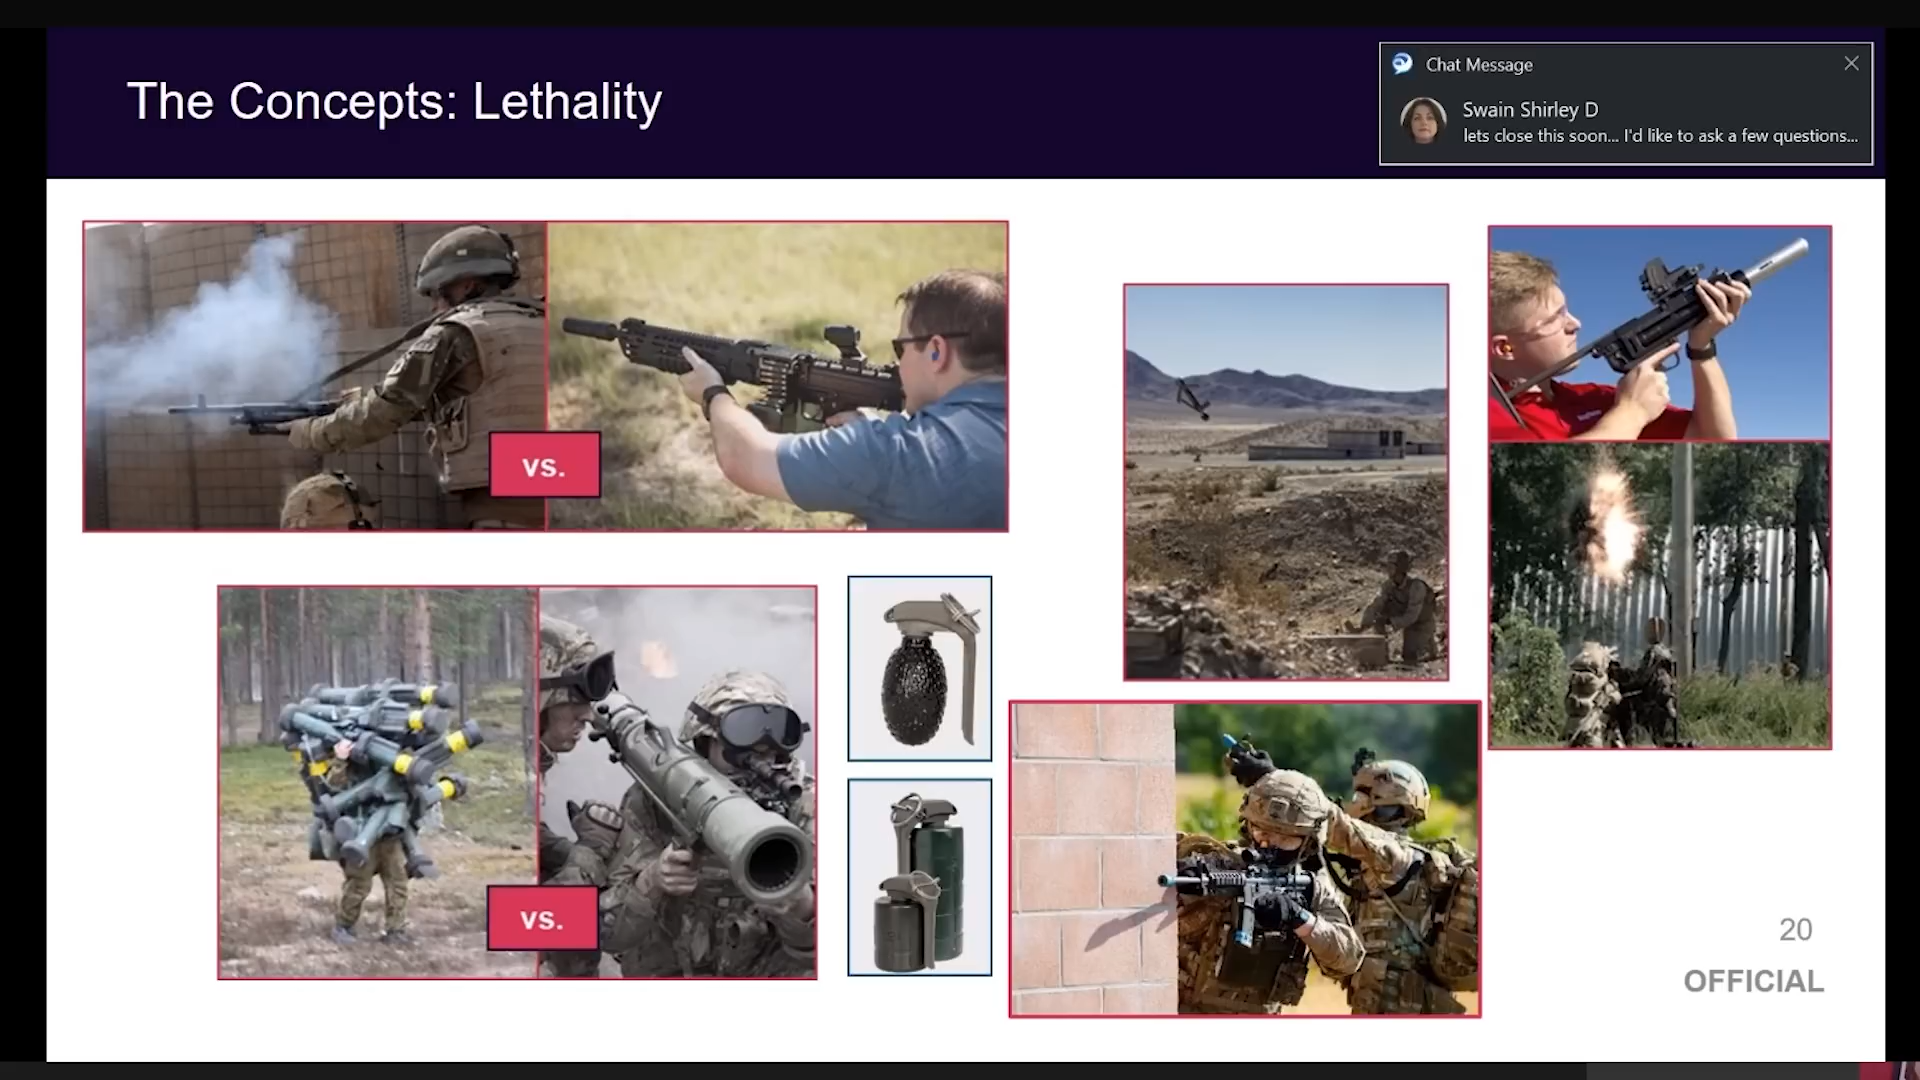 The Concepts: Lethality
Chat Message
Swain Shirley D
lets close this soon... I'd like to ask a few questions...
vs.
vs.
20
OFFICIAL